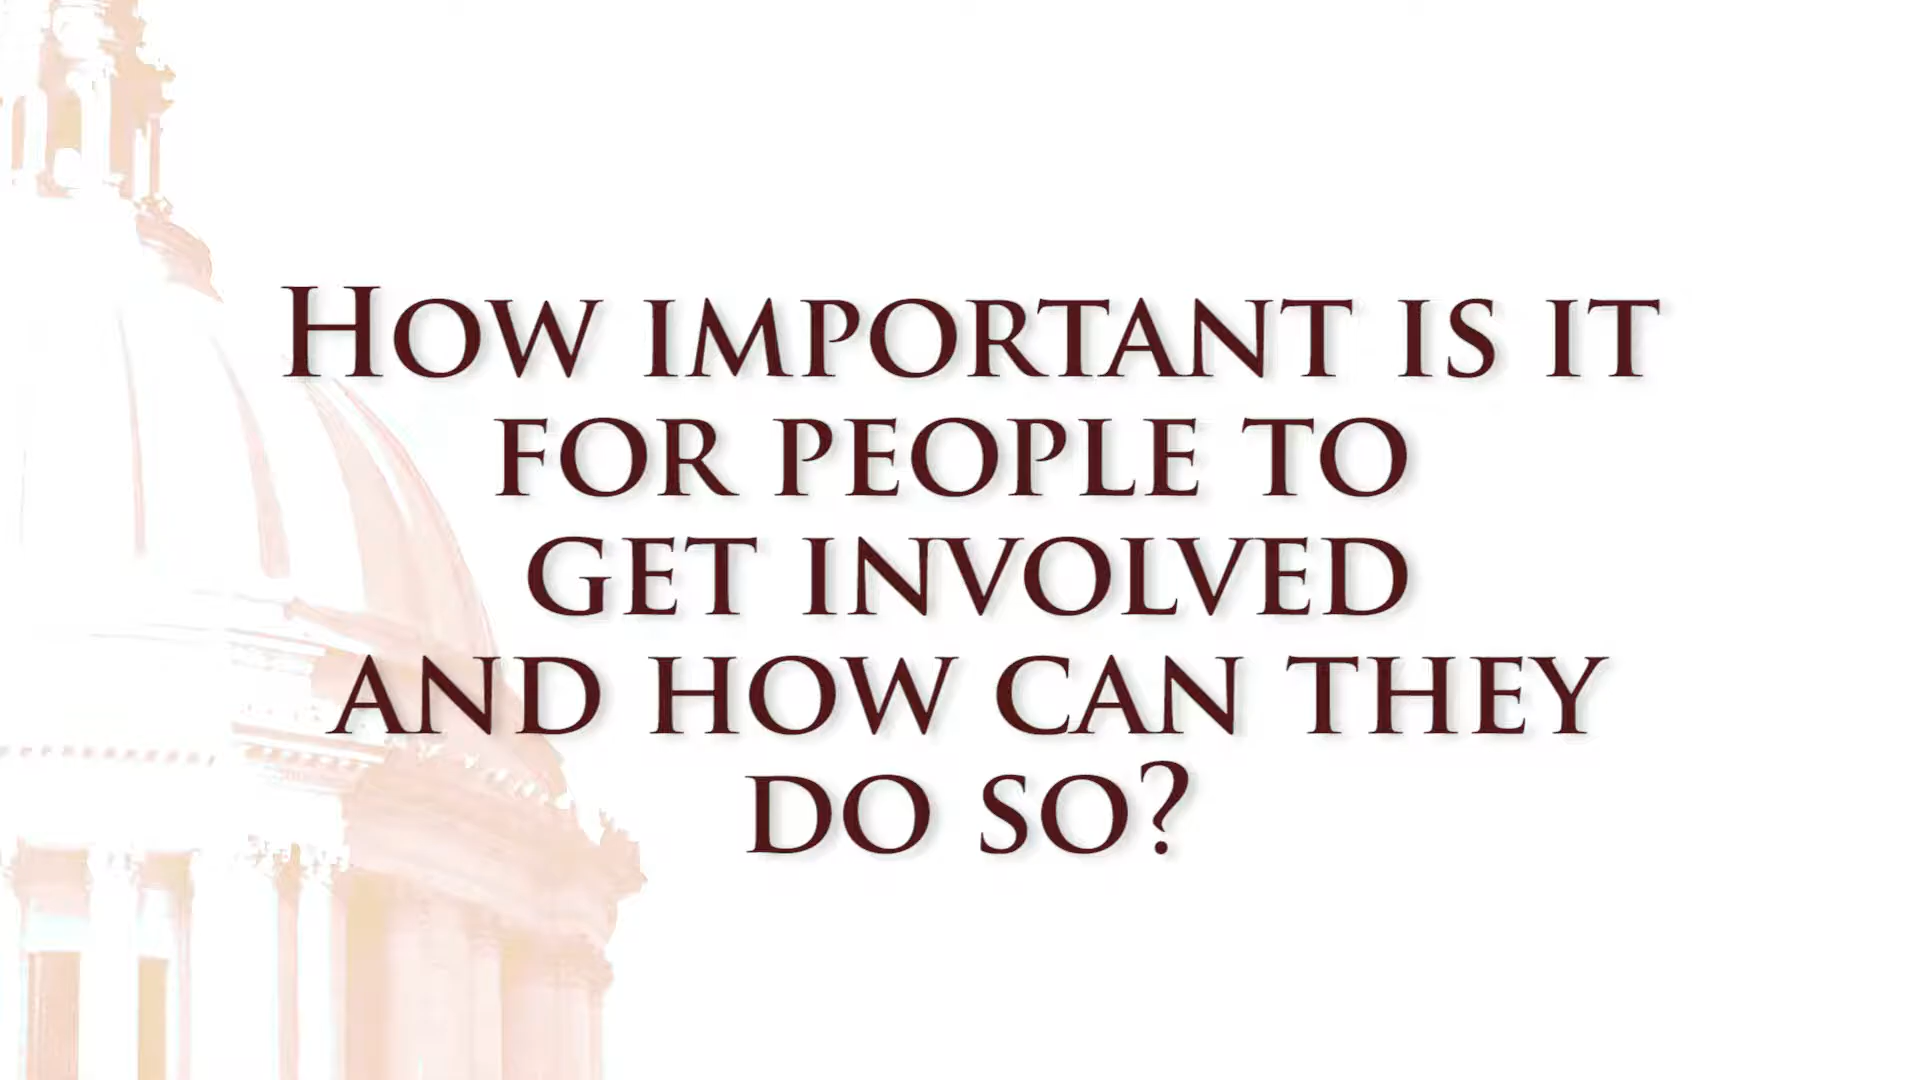 How important is it
for people to
get involved
and how can they
do so?